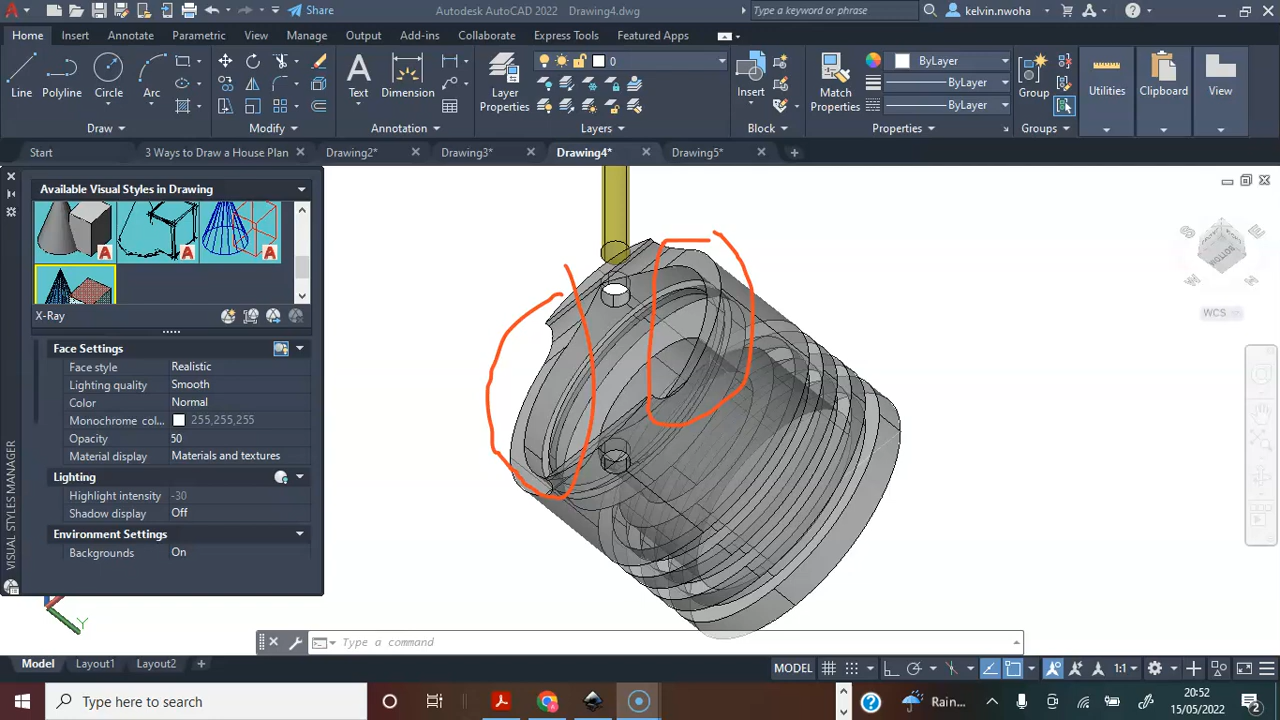 Share Autodesk AutoCAD 2022 Drawing4.dwg Type a keyword or phrase kelvin.nwoha
Home Insert Annotate Parametric View Manage Output Add-ins Collaborate Express Tools Featured Apps
Line Polyline Circle Arc Text Dimension Layer Properties 0 Insert Match Properties ByLayer ByLayer ByLayer Group Utilities Clipboard View
Draw Modify Annotation Layers Block Properties Groups
Start 3 Ways to Draw a House Plan Drawing2* Drawing3* Drawing4* Drawing5*
Available Visual Styles in Drawing
X-Ray
Face Settings
Face style Realistic
Lighting quality Smooth
Color Normal
Monochrome col... 255,255,255
Opacity 50
Material display Materials and textures
Lighting
Highlight intensity -30
Shadow display Off
Environment Settings
Backgrounds On
VISUAL STYLES MANAGER
S E
BOTTOM
W N
WCS
Y
Type a command
Model Layout1 Layout2 MODEL 1:1
Type here to search Rain... 20:52
15/05/2022 2